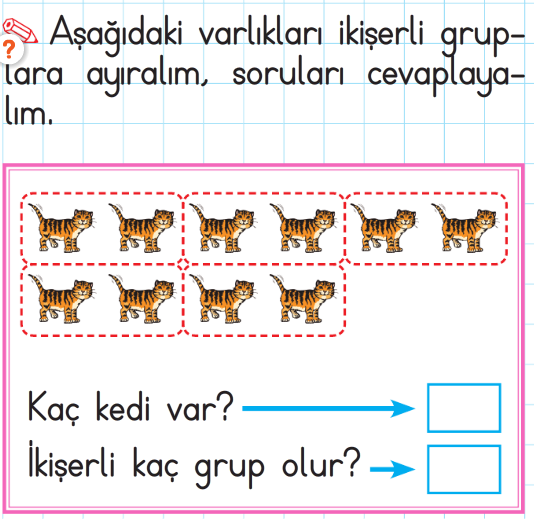 Aşağıdaki varlıkları ikişerli grup-
?
lara ayıralım, soruları cevaplaya-
lım.
Kaç kedi var?
İkişerli kaç grup olur?